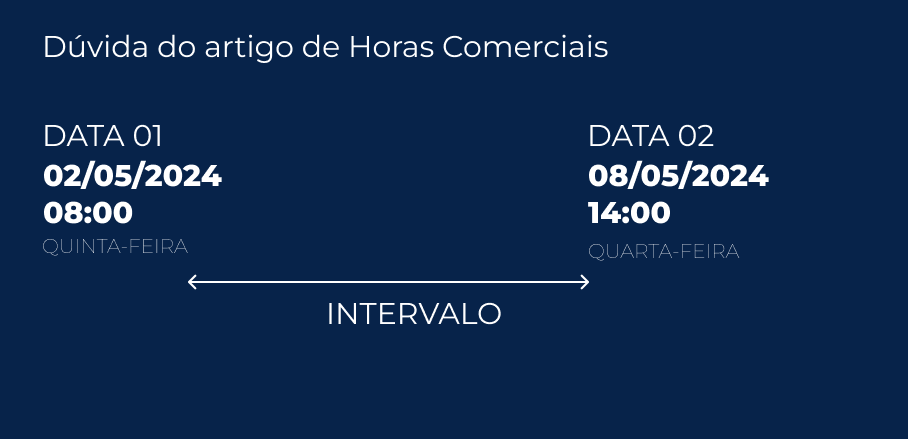 Dúvida do artigo de Horas Comerciais
DATA 01
02/05/2024
08:00
QUINTA-FEIRA
DATA 02
08/05/2024
14:00
QUARTA-FEIRA
INTERVALO